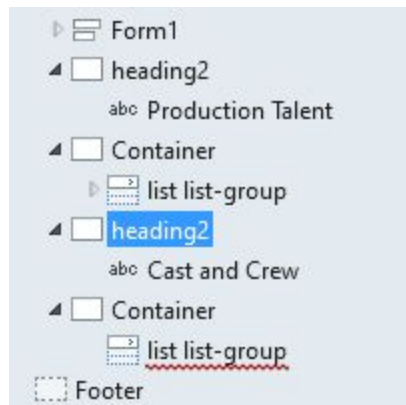 Form1
heading2
abc Production Talent
Container
list list-group
heading2
abc Cast and Crew
Container
list list-group
Footer